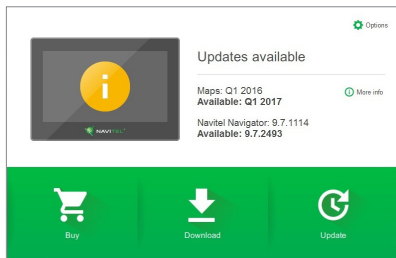 Options
Updates available
Maps: Q1 2016
Available: Q1 2017
More info
Navitel Navigator: 9.7.1114
Available: 9.7.2493
NAVITEL
Buy
Download
Update